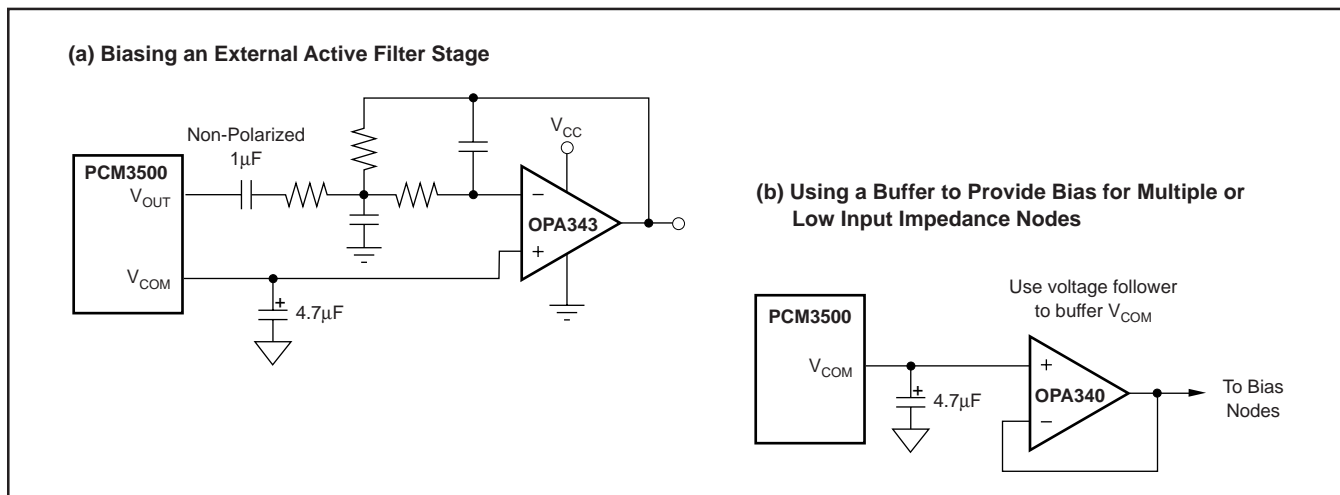 (a) Biasing an External Active Filter Stage
Non-Polarized
1µF
PCM3500
VOUT
VCOM
4.7µF
VCC
–
OPA343
+
(b) Using a Buffer to Provide Bias for Multiple or
Low Input Impedance Nodes
Use voltage follower
to buffer VCOM
PCM3500
VCOM
+
4.7µF
+
OPA340
–
To Bias
Nodes